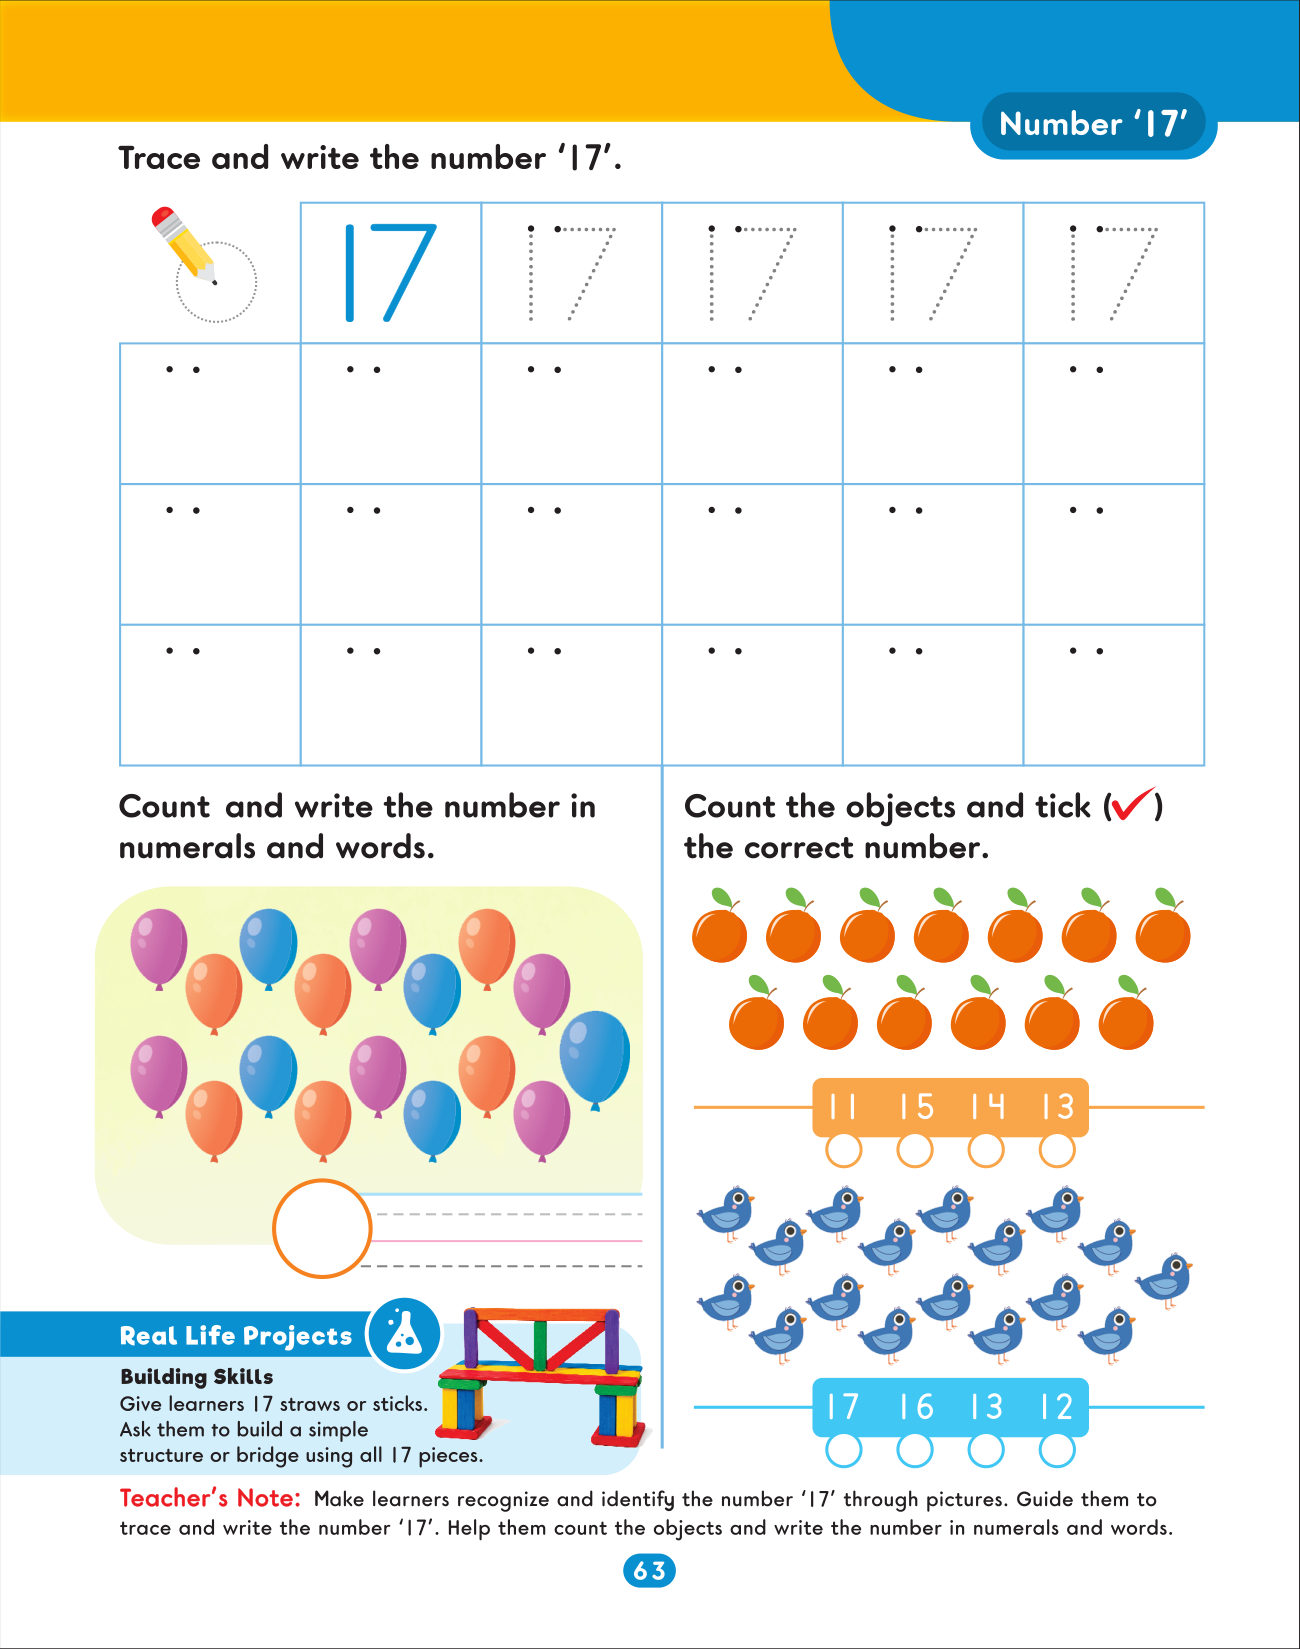 Number ‘17’
Trace and write the number ‘17’.
17 17 17 17 17
Count and write the number in
numerals and words.
Count the objects and tick (✓)
the correct number.
11 15 14 13
17 16 13 12
Real Life Projects
Building Skills
Give learners 17 straws or sticks.
Ask them to build a simple
structure or bridge using all 17 pieces.
Teacher’s Note: Make learners recognize and identify the number ‘17’ through pictures. Guide them to
trace and write the number ‘17’. Help them count the objects and write the number in numerals and words.
63